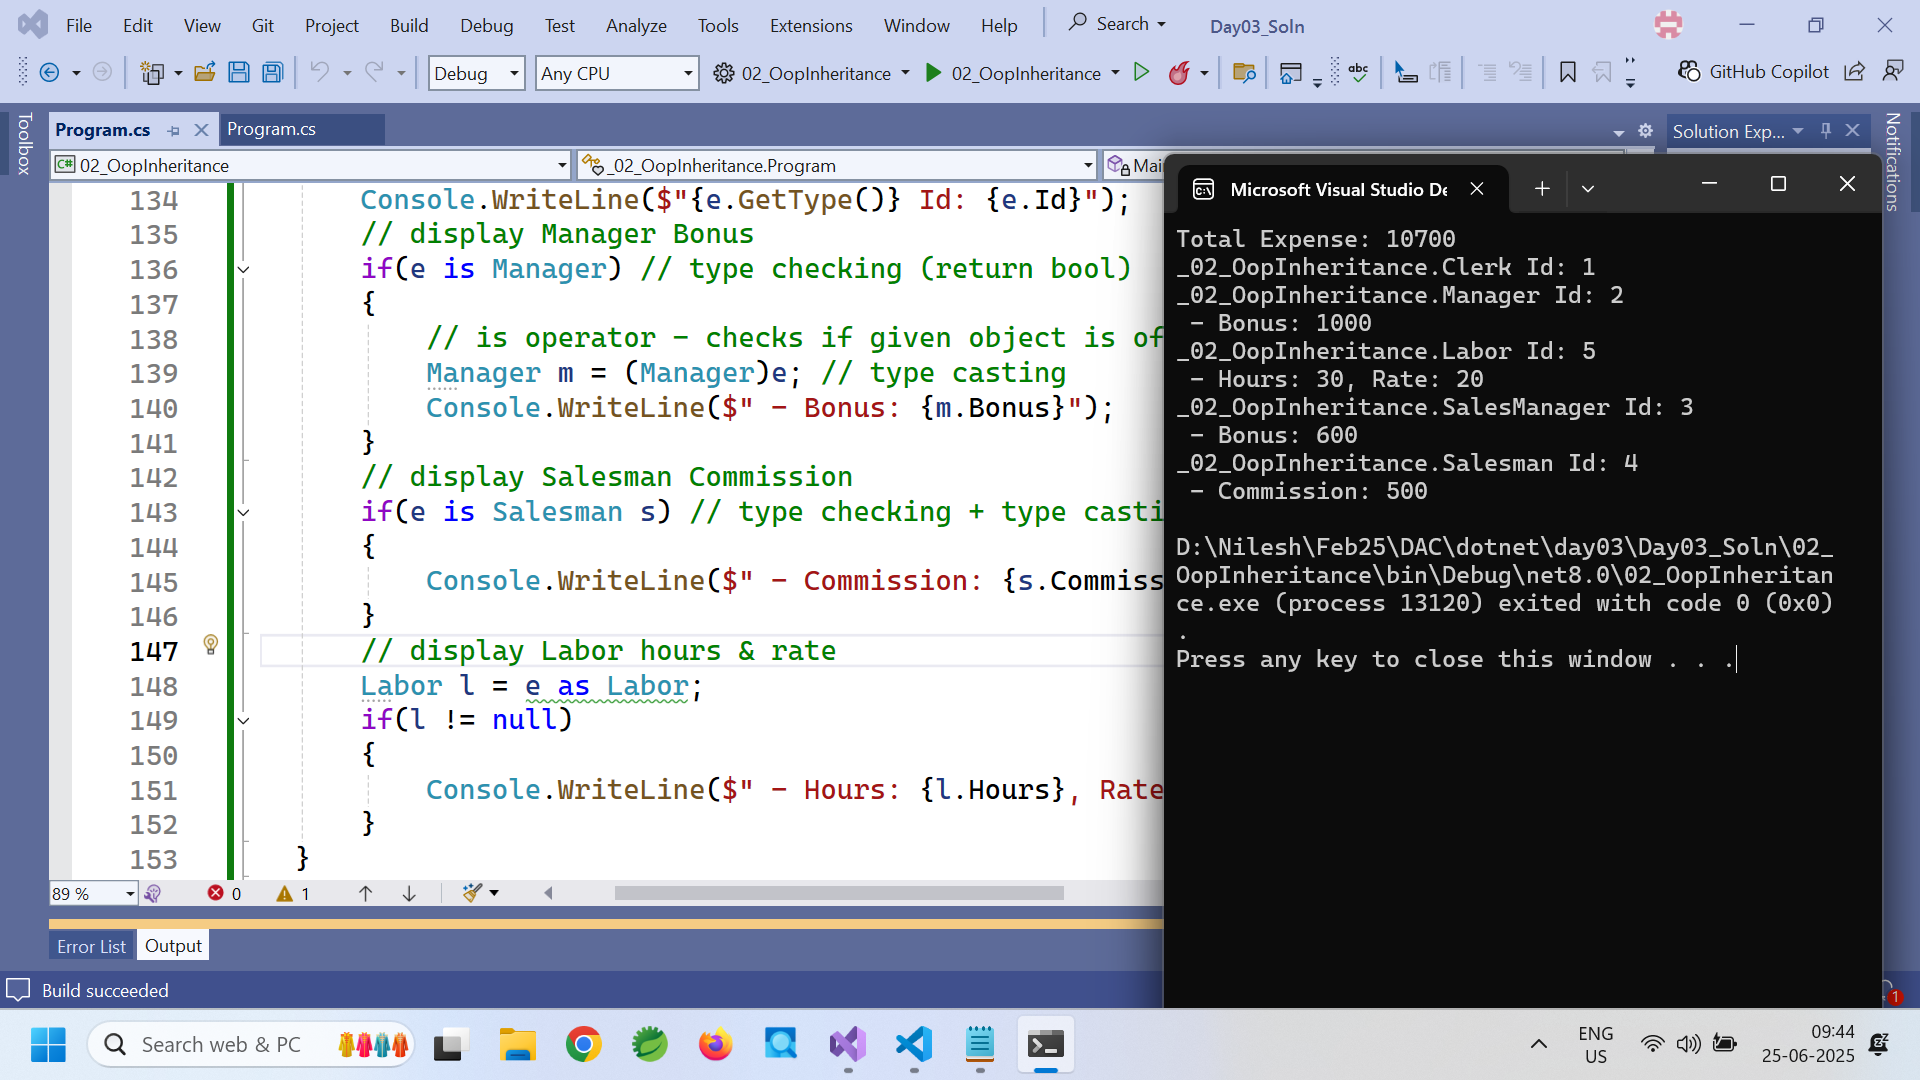 File Edit View Git Project Build Debug Test Analyze Tools Extensions Window Help Search Day03_Soln
Debug Any CPU 02_OopInheritance 02_OopInheritance GitHub Copilot
Toolbox
Program.cs Program.cs
Solution Exp...
Notifications
C# 02_OopInheritance _02_OopInheritance.Program Mai
134 Console.WriteLine($"{e.GetType()} Id: {e.Id}");
135 // display Manager Bonus
136 if(e is Manager) // type checking (return bool)
137 {
138 // is operator - checks if given object is of
139 Manager m = (Manager)e; // type casting
140 Console.WriteLine($" - Bonus: {m.Bonus}");
141 }
142 // display Salesman Commission
143 if(e is Salesman s) // type checking + type casti
144 {
145 Console.WriteLine($" - Commission: {s.Commiss
146 }
147 // display Labor hours & rate
148 Labor l = e as Labor;
149 if(l != null)
150 {
151 Console.WriteLine($" - Hours: {l.Hours}, Rate
152 }
153 }
89 % 0 1
Error List Output
Build succeeded
Microsoft Visual Studio De
Total Expense: 10700
_02_OopInheritance.Clerk Id: 1
_02_OopInheritance.Manager Id: 2
- Bonus: 1000
_02_OopInheritance.Labor Id: 5
- Hours: 30, Rate: 20
_02_OopInheritance.SalesManager Id: 3
- Bonus: 600
_02_OopInheritance.Salesman Id: 4
- Commission: 500
D:\Nilesh\Feb25\DAC\dotnet\day03\Day03_Soln\02_
OopInheritance\bin\Debug\net8.0\02_OopInheritan
ce.exe (process 13120) exited with code 0 (0x0)
.
Press any key to close this window . . .
1
Search web & PC
ENG
US
09:44
25-06-2025